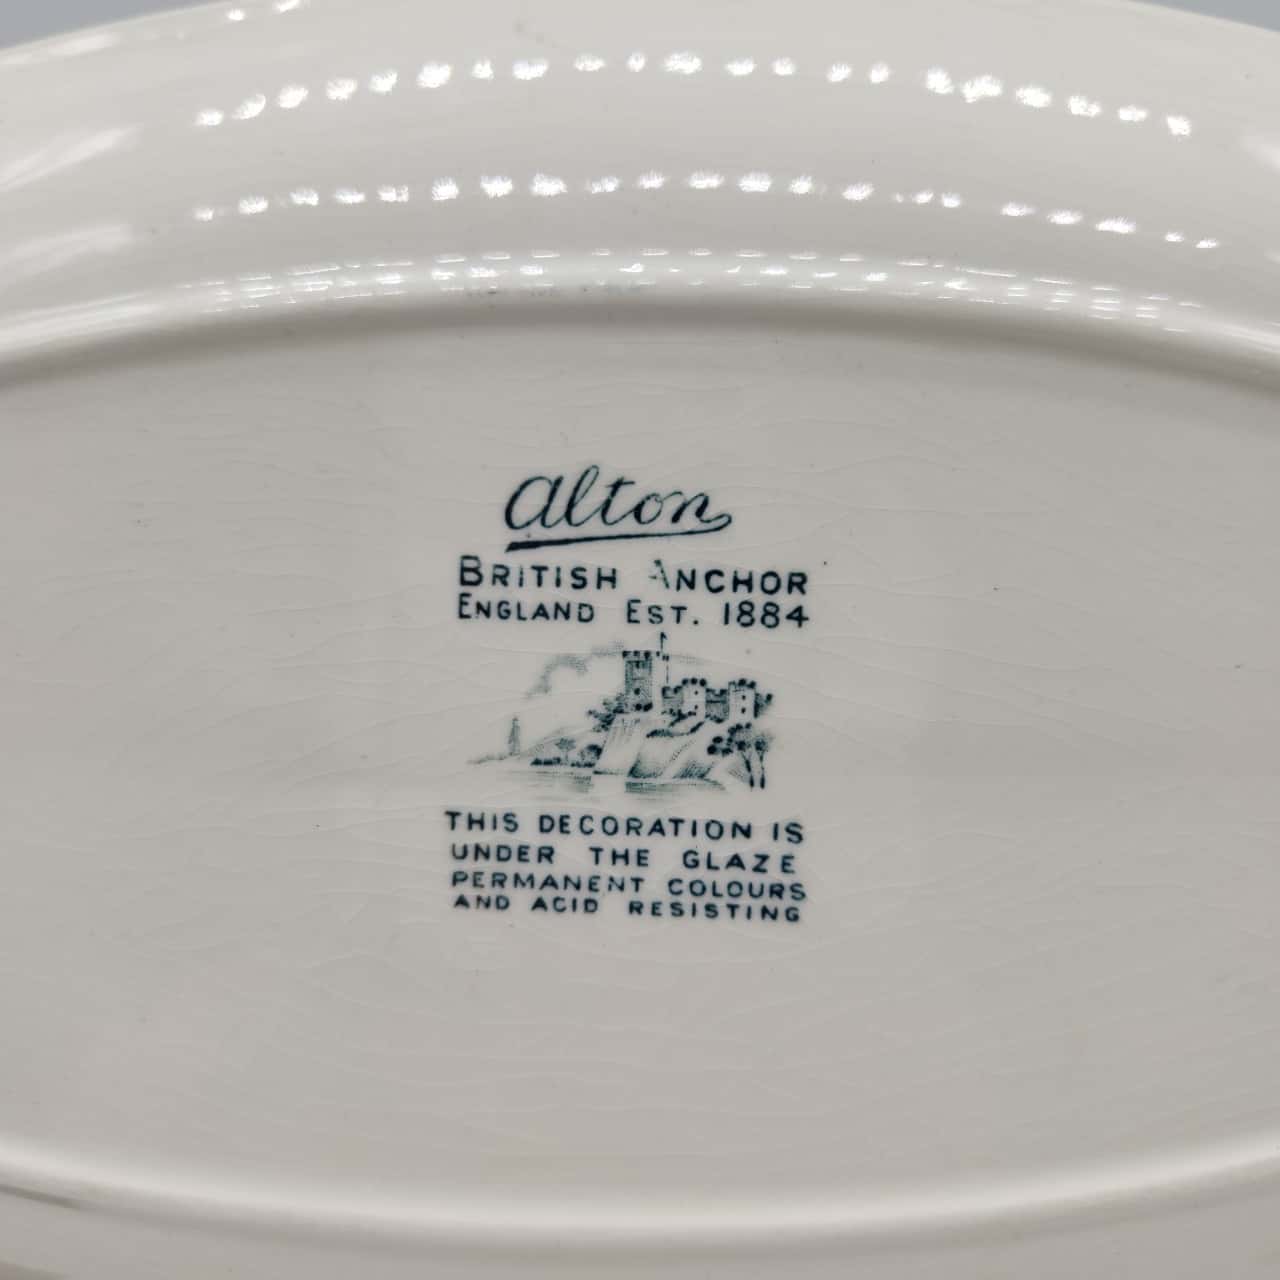 Alton
BRITISH ANCHOR
ENGLAND EST. 1884
THIS DECORATION IS
UNDER THE GLAZE
PERMANENT COLOURS
AND ACID RESISTING